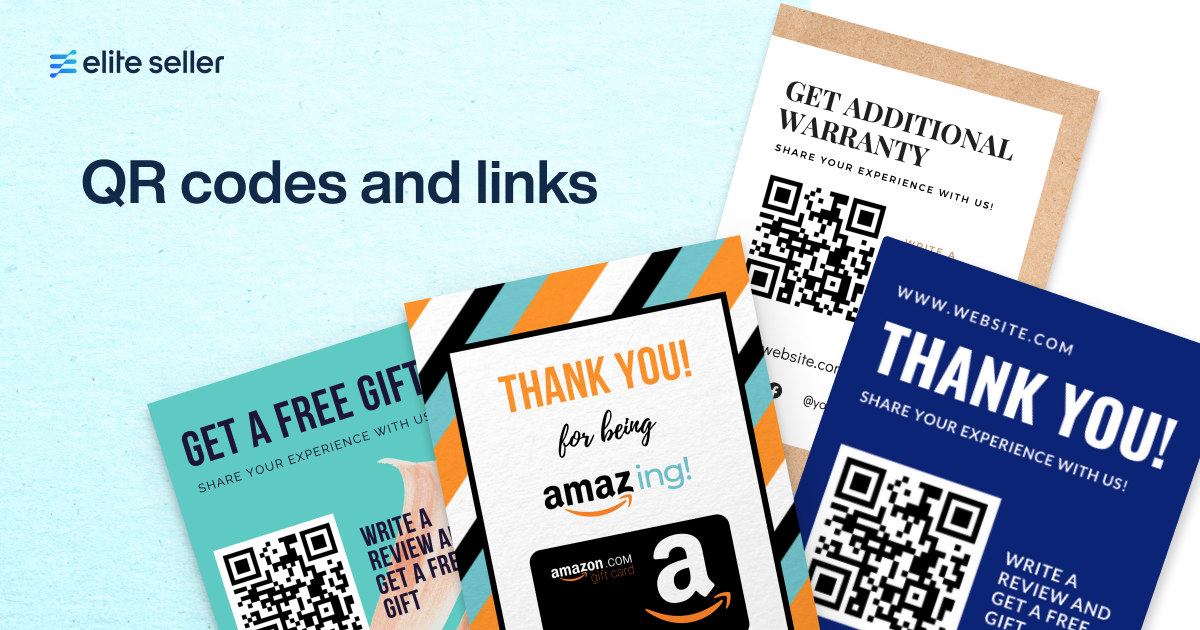 elite seller
QR codes and links
GET ADDITIONAL
WARRANTY
SHARE YOUR EXPERIENCE WITH US!
WRITE A
website.com
WWW.WEBSITE.COM
THANK YOU!
SHARE YOUR EXPERIENCE WITH US!
WRITE A
REVIEW AND
GET A FREE
GIFT
GET A FREE GIFT
SHARE YOUR EXPERIENCE WITH US
WRITE A
REVIEW
GET A FREE
GIFT
THANK YOU!
for being
amazing!
amazon.com
gift card
a